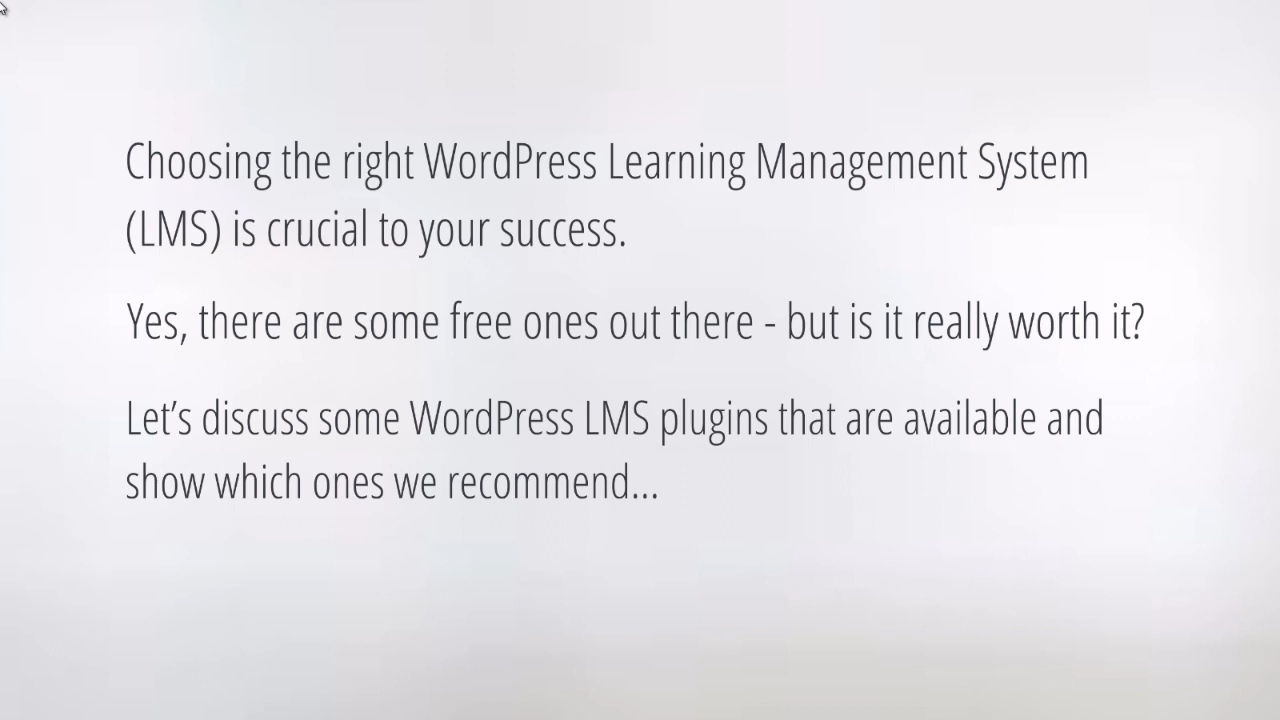 Choosing the right WordPress Learning Management System
(LMS) is crucial to your success.
Yes, there are some free ones out there - but is it really worth it?
Let’s discuss some WordPress LMS plugins that are available and
show which ones we recommend...